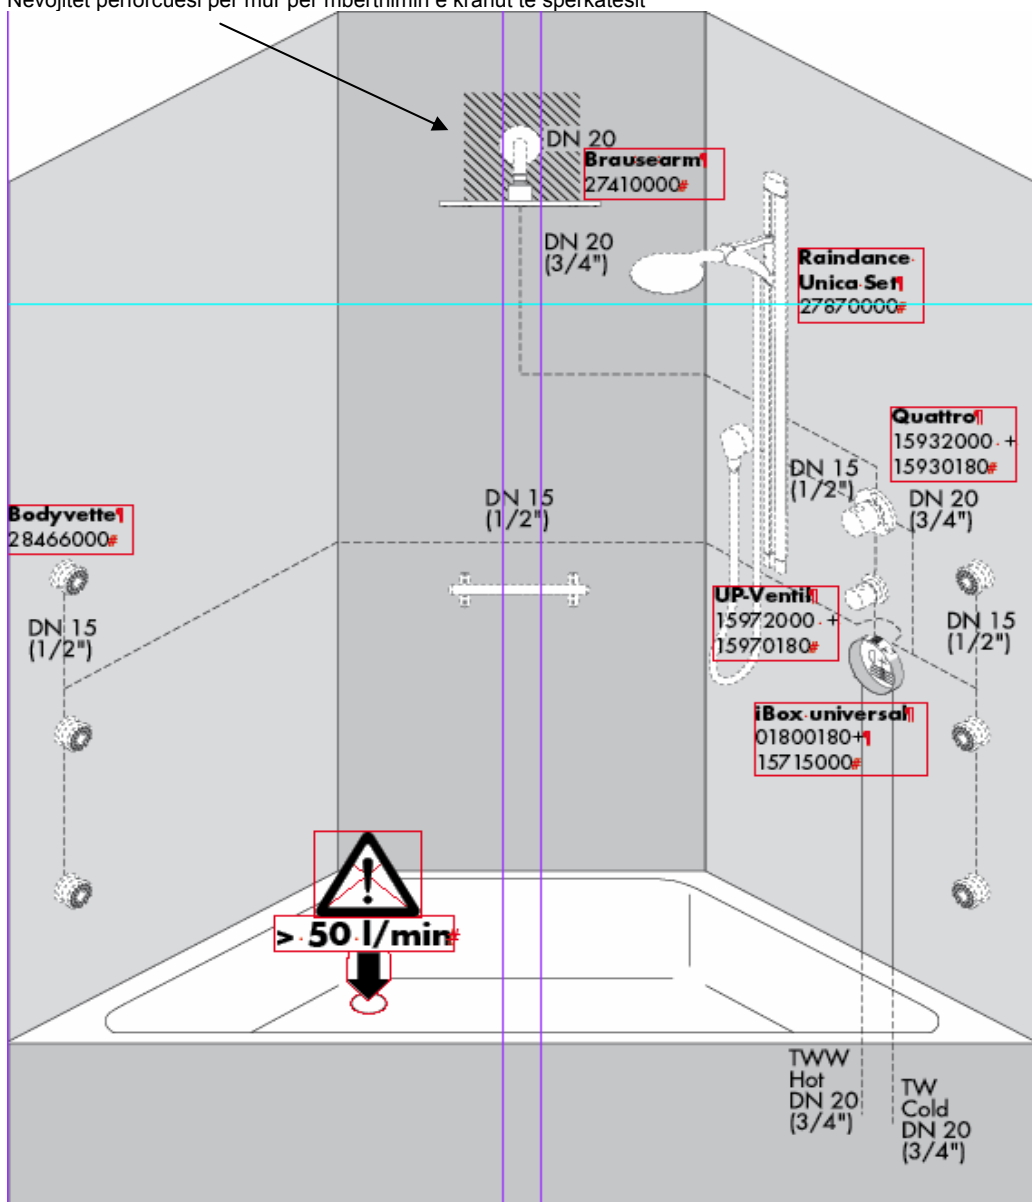 Nevojitet përforcuesi për mur për mbërthimin e krahut të spërkatësit
DN 20
Brausearm¶
27410000#
DN 20
(3/4")
Raindance·
Unica·Set¶
27870000#
Quattro¶
15932000· +
15930180#
DN 15
(1/2")
DN 20
(3/4")
DN 15
(1/2")
Bodyvette¶
28466000#
DN 15
(1/2")
UP-Ventil¶
15972000· +
15970180#
DN 15
(1/2")
iBox·universal¶
01800180+¶
15715000#
>·50·l/min#
TWW
Hot
DN 20
(3/4")
TW
Cold
DN 20
(3/4")